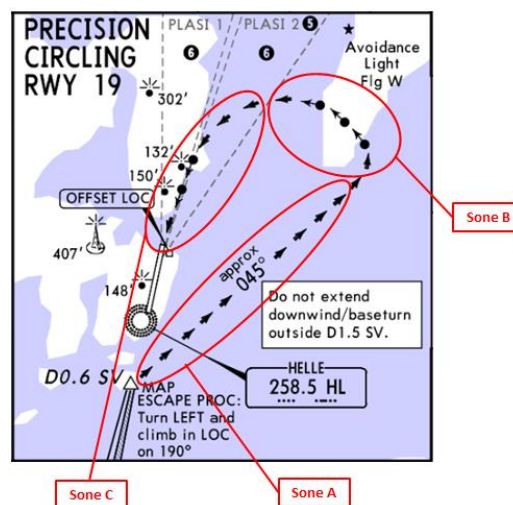 PRECISION
CIRCLING
RWY 19
PLASI 1
PLASI 2
5
6
6
Avoidance
Light
Flg W
302'
132'
150'
OFFSET LOC
407'
148'
approx
045°
Do not extend
downwind/baseturn
outside D1.5 SV.
HELLE
258.5 HL
D0.6 SV
MAP
ESCAPE PROC:
Turn LEFT and
climb in LOC
on 190°
Sone B
Sone C
Sone A